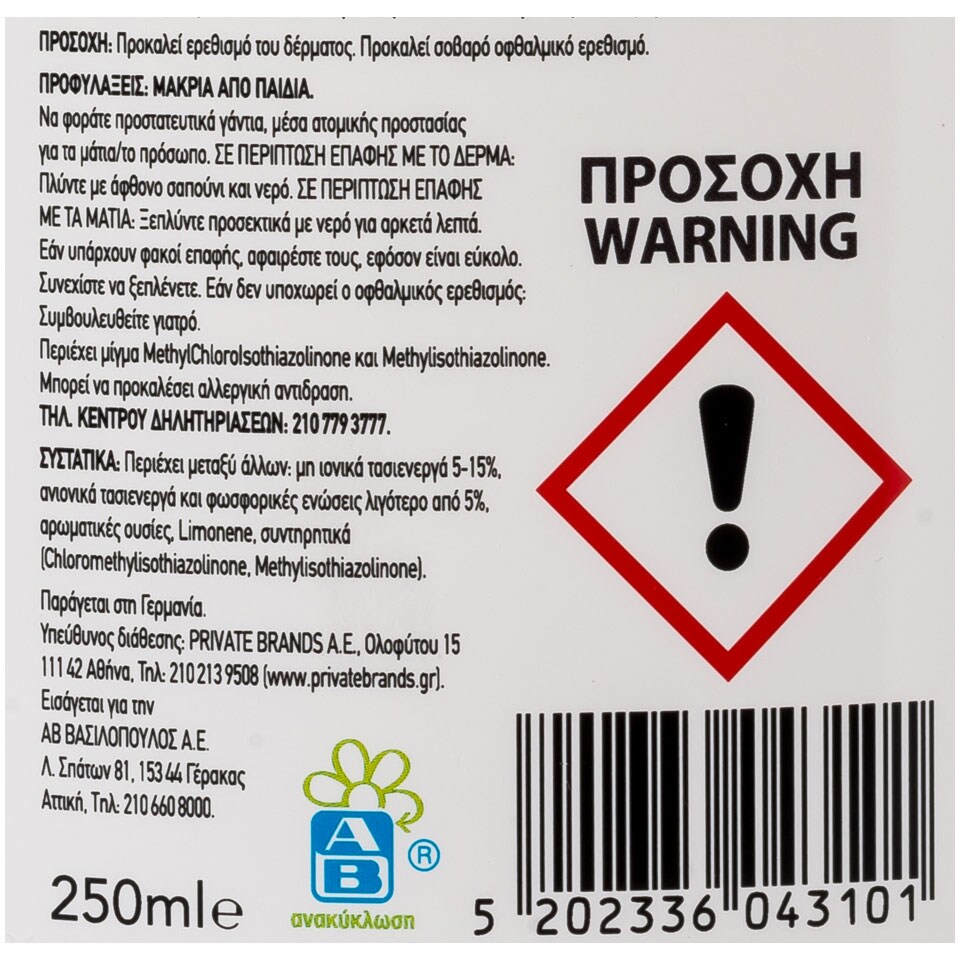 ΠΡΟΣΟΧΗ: Προκαλεί ερεθισμό του δέρματος. Προκαλεί σοβαρό οφθαλμικό ερεθισμό.
ΠΡΟΦΥΛΑΞΕΙΣ: ΜΑΚΡΙΑ ΑΠΟ ΠΑΙΔΙΑ.
Να φοράτε προστατευτικά γάντια, μέσα ατομικής προστασίας
για τα μάτια/το πρόσωπο. ΣΕ ΠΕΡΙΠΤΩΣΗ ΕΠΑΦΗΣ ΜΕ ΤΟ ΔΕΡΜΑ:
Πλύντε με άφθονο σαπούνι και νερό. ΣΕ ΠΕΡΙΠΤΩΣΗ ΕΠΑΦΗΣ
ΜΕ ΤΑ ΜΑΤΙΑ: Ξεπλύντε προσεκτικά με νερό για αρκετά λεπτά.
Εάν υπάρχουν φακοί επαφής, αφαιρέστε τους, εφόσον είναι εύκολο.
Συνεχίστε να ξεπλένετε. Εάν δεν υποχωρεί ο οφθαλμικός ερεθισμός:
Συμβουλευθείτε γιατρό.
Περιέχει μίγμα MethylChloroIsothiazolinone και Methylisothiazolinone.
Μπορεί να προκαλέσει αλλεργική αντιδραση.
ΤΗΛ. ΚΕΝΤΡΟΥ ΔΗΛΗΤΗΡΙΑΣΕΩΝ: 210 779 3777.
ΣΥΣΤΑΤΙΚΑ: Περιέχει μεταξύ άλλων: μη ιονικά τασιενεργά 5-15%,
ανιονικά τασιενεργά και φωσφορικές ενώσεις λιγότερο από 5%,
αρωματικές ουσίες, Limonene, συντηρητικά
(Chloromethylisothiazolinone, Methylisothiazolinone).
Παράγεται στη Γερμανία.
Υπεύθυνος διάθεσης: PRIVATE BRANDS A.E., Ολοφύτου 15
111 42 Αθήνα, Τηλ: 210 213 9508 (www.privatebrands.gr).
Εισάγεται για την
ΑΒ ΒΑΣΙΛΟΠΟΥΛΟΣ Α.Ε.
Λ. Σπάτων 81, 153 44 Γέρακας
Αττική, Τηλ: 210 660 8000.
250ml e
AB ®
ανακύκλωση
ΠΡΟΣΟΧΗ
WARNING
!
5 202336 043101